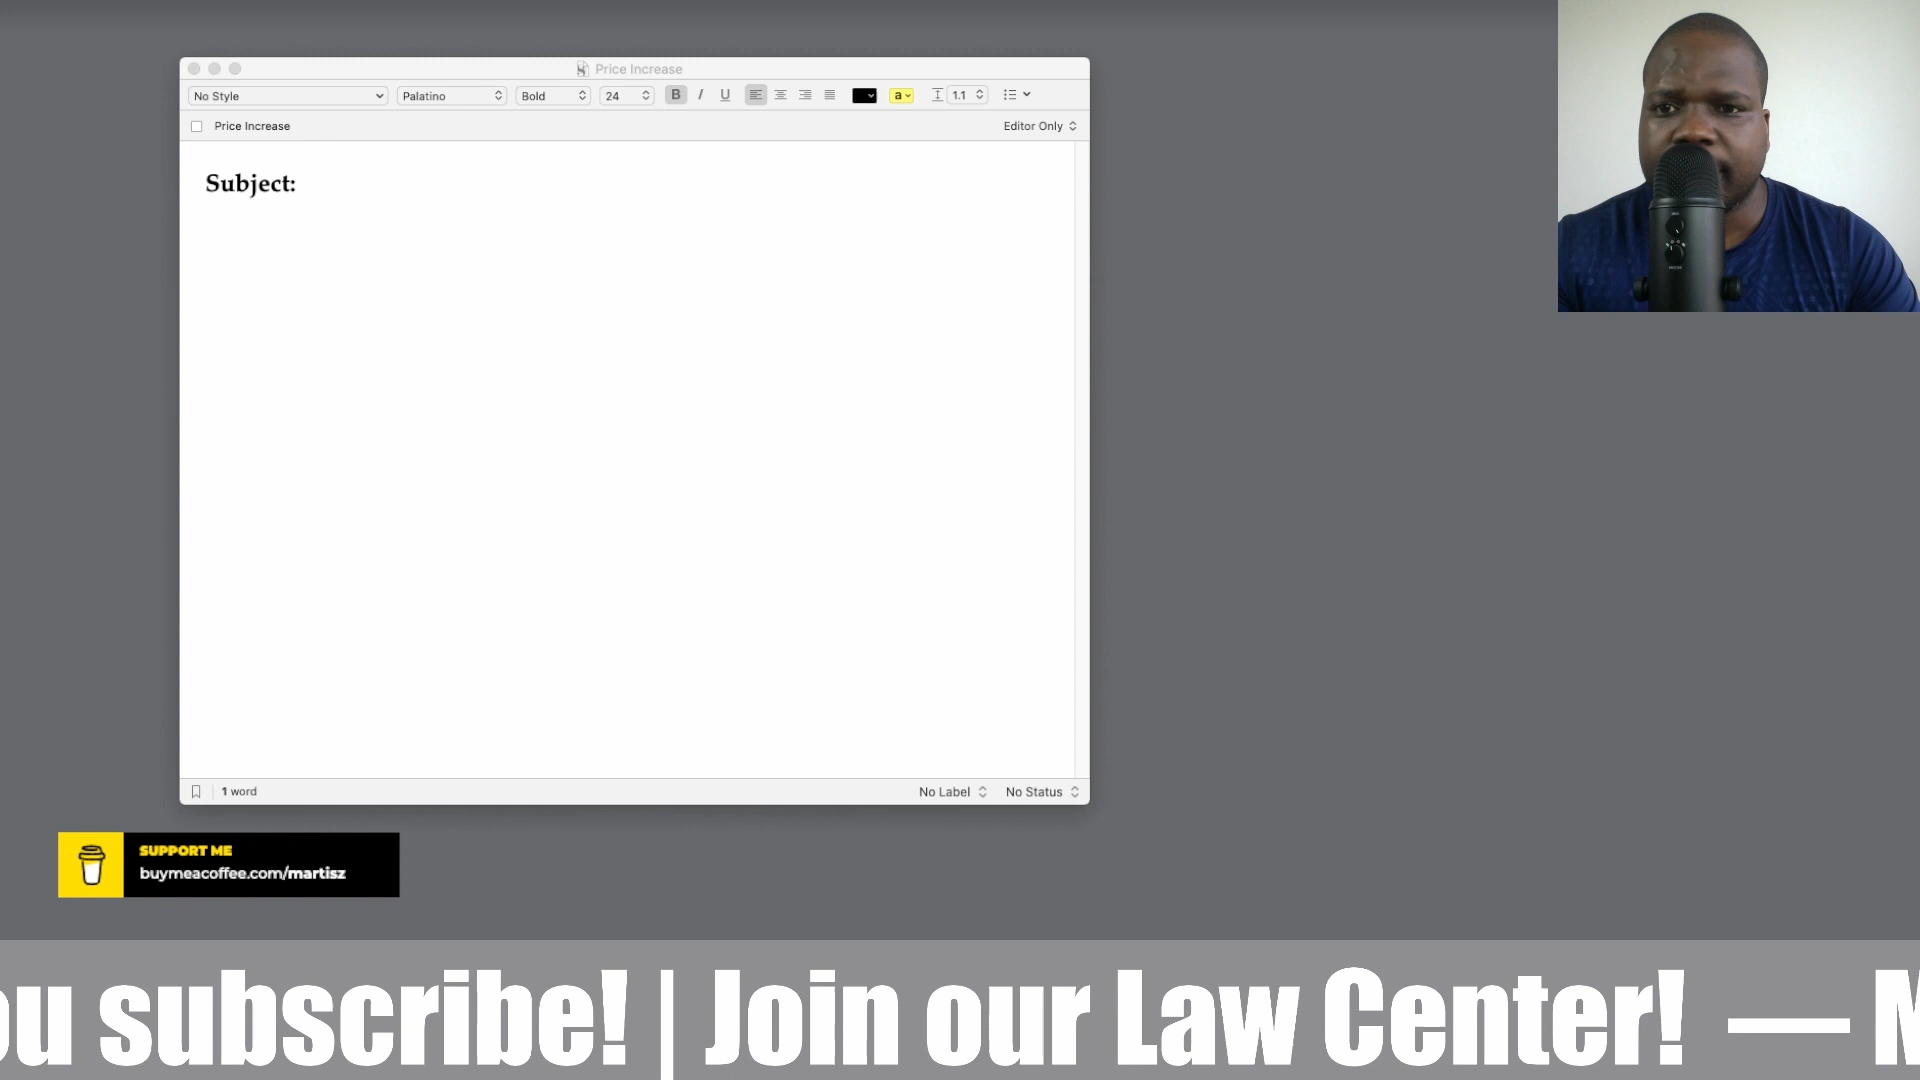 Price Increase
No Style
Palatino
Bold
24
B
I
U
a
1.1
Price Increase
Editor Only
Subject:
1 word
No Label
No Status
SUPPORT ME
buymeacoffee.com/martisz
ou subscribe! | Join our Law Center! — M